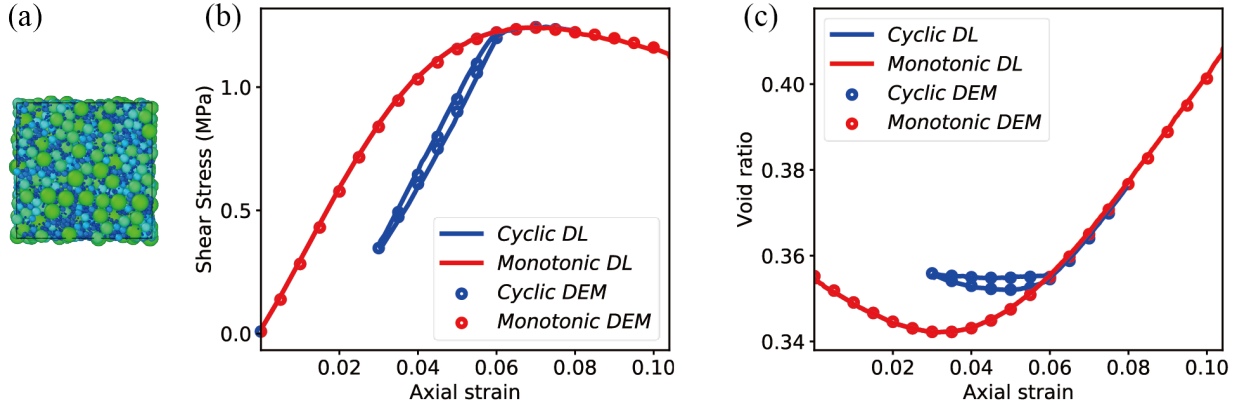 (a)
(b)
Shear Stress (MPa)
1.0
0.5
0.0
Cyclic DL
Monotonic DL
Cyclic DEM
Monotonic DEM
0.02 0.04 0.06 0.08 0.10
Axial strain
(c)
Void ratio
0.40
0.38
0.36
0.34
Cyclic DL
Monotonic DL
Cyclic DEM
Monotonic DEM
0.02 0.04 0.06 0.08 0.10
Axial strain